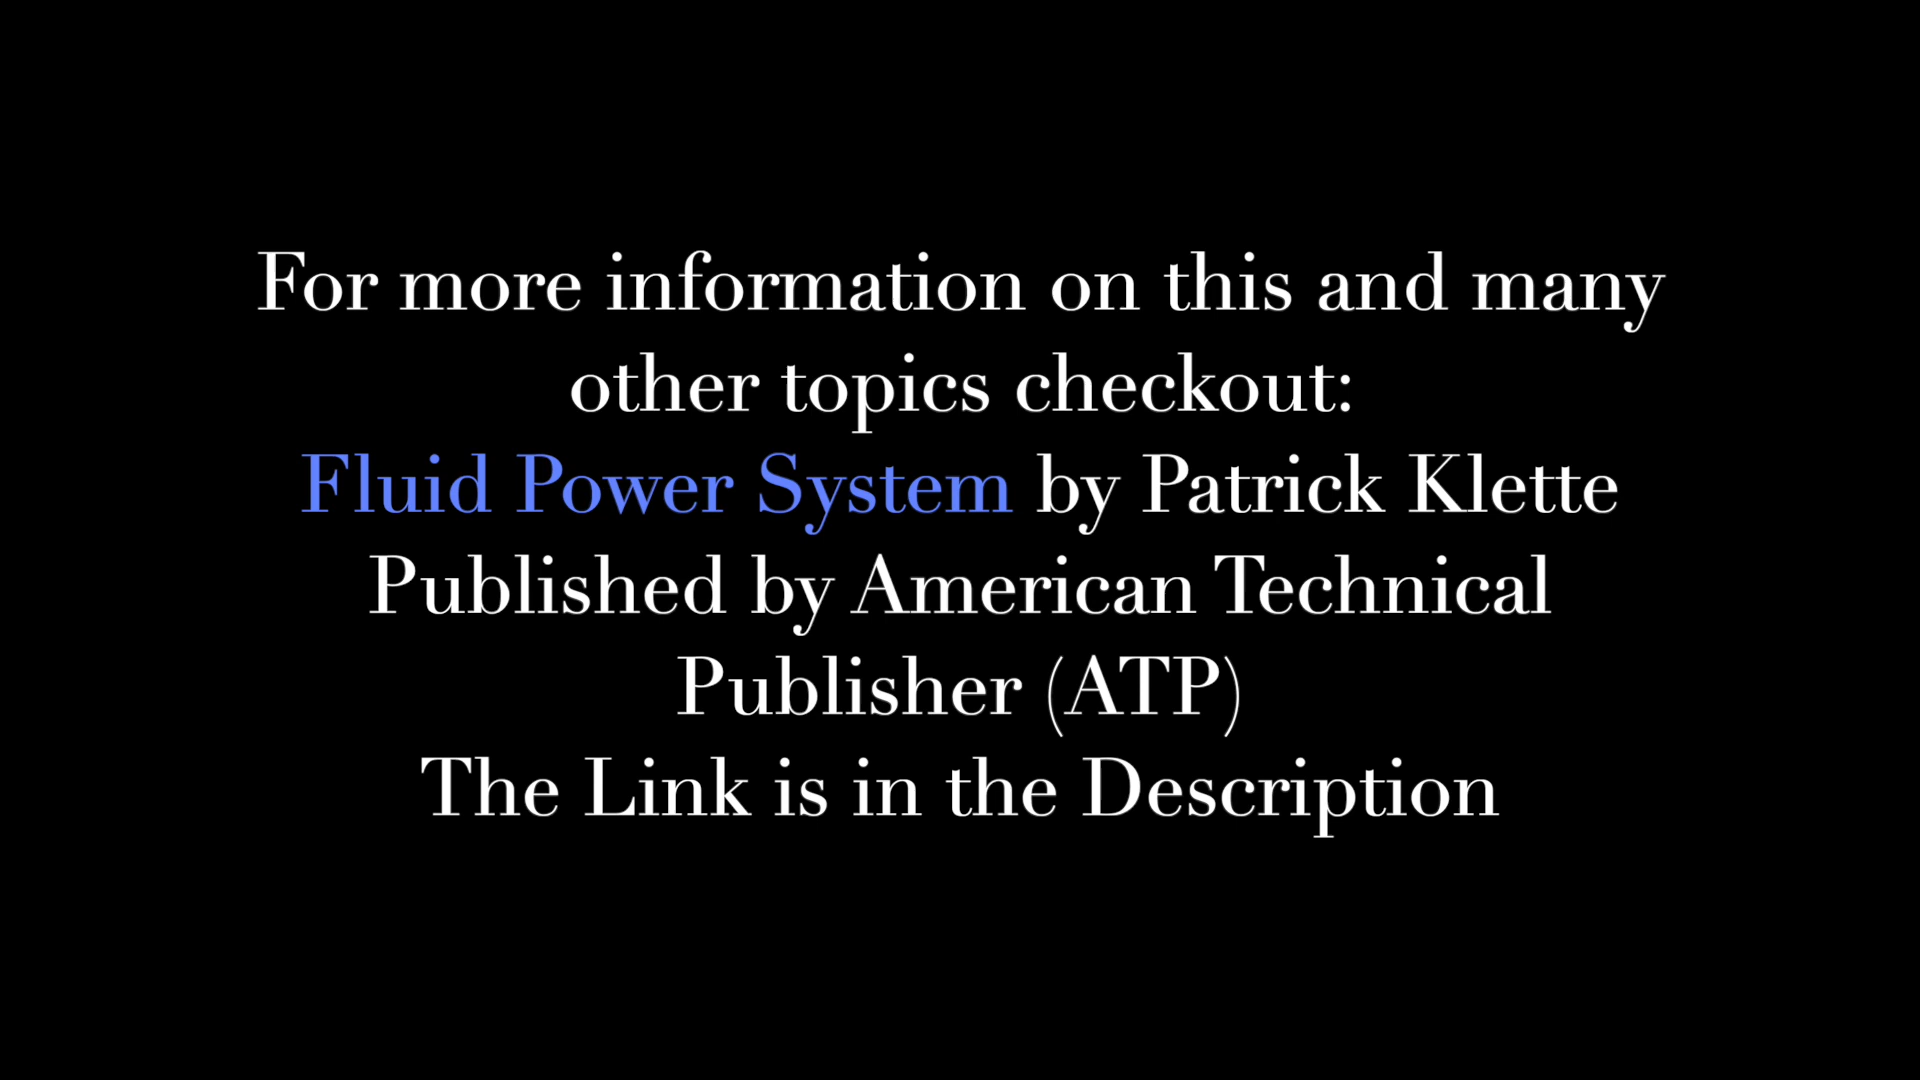 For more information on this and many
other topics checkout:
Fluid Power System by Patrick Klette
Published by American Technical
Publisher (ATP)
The Link is in the Description